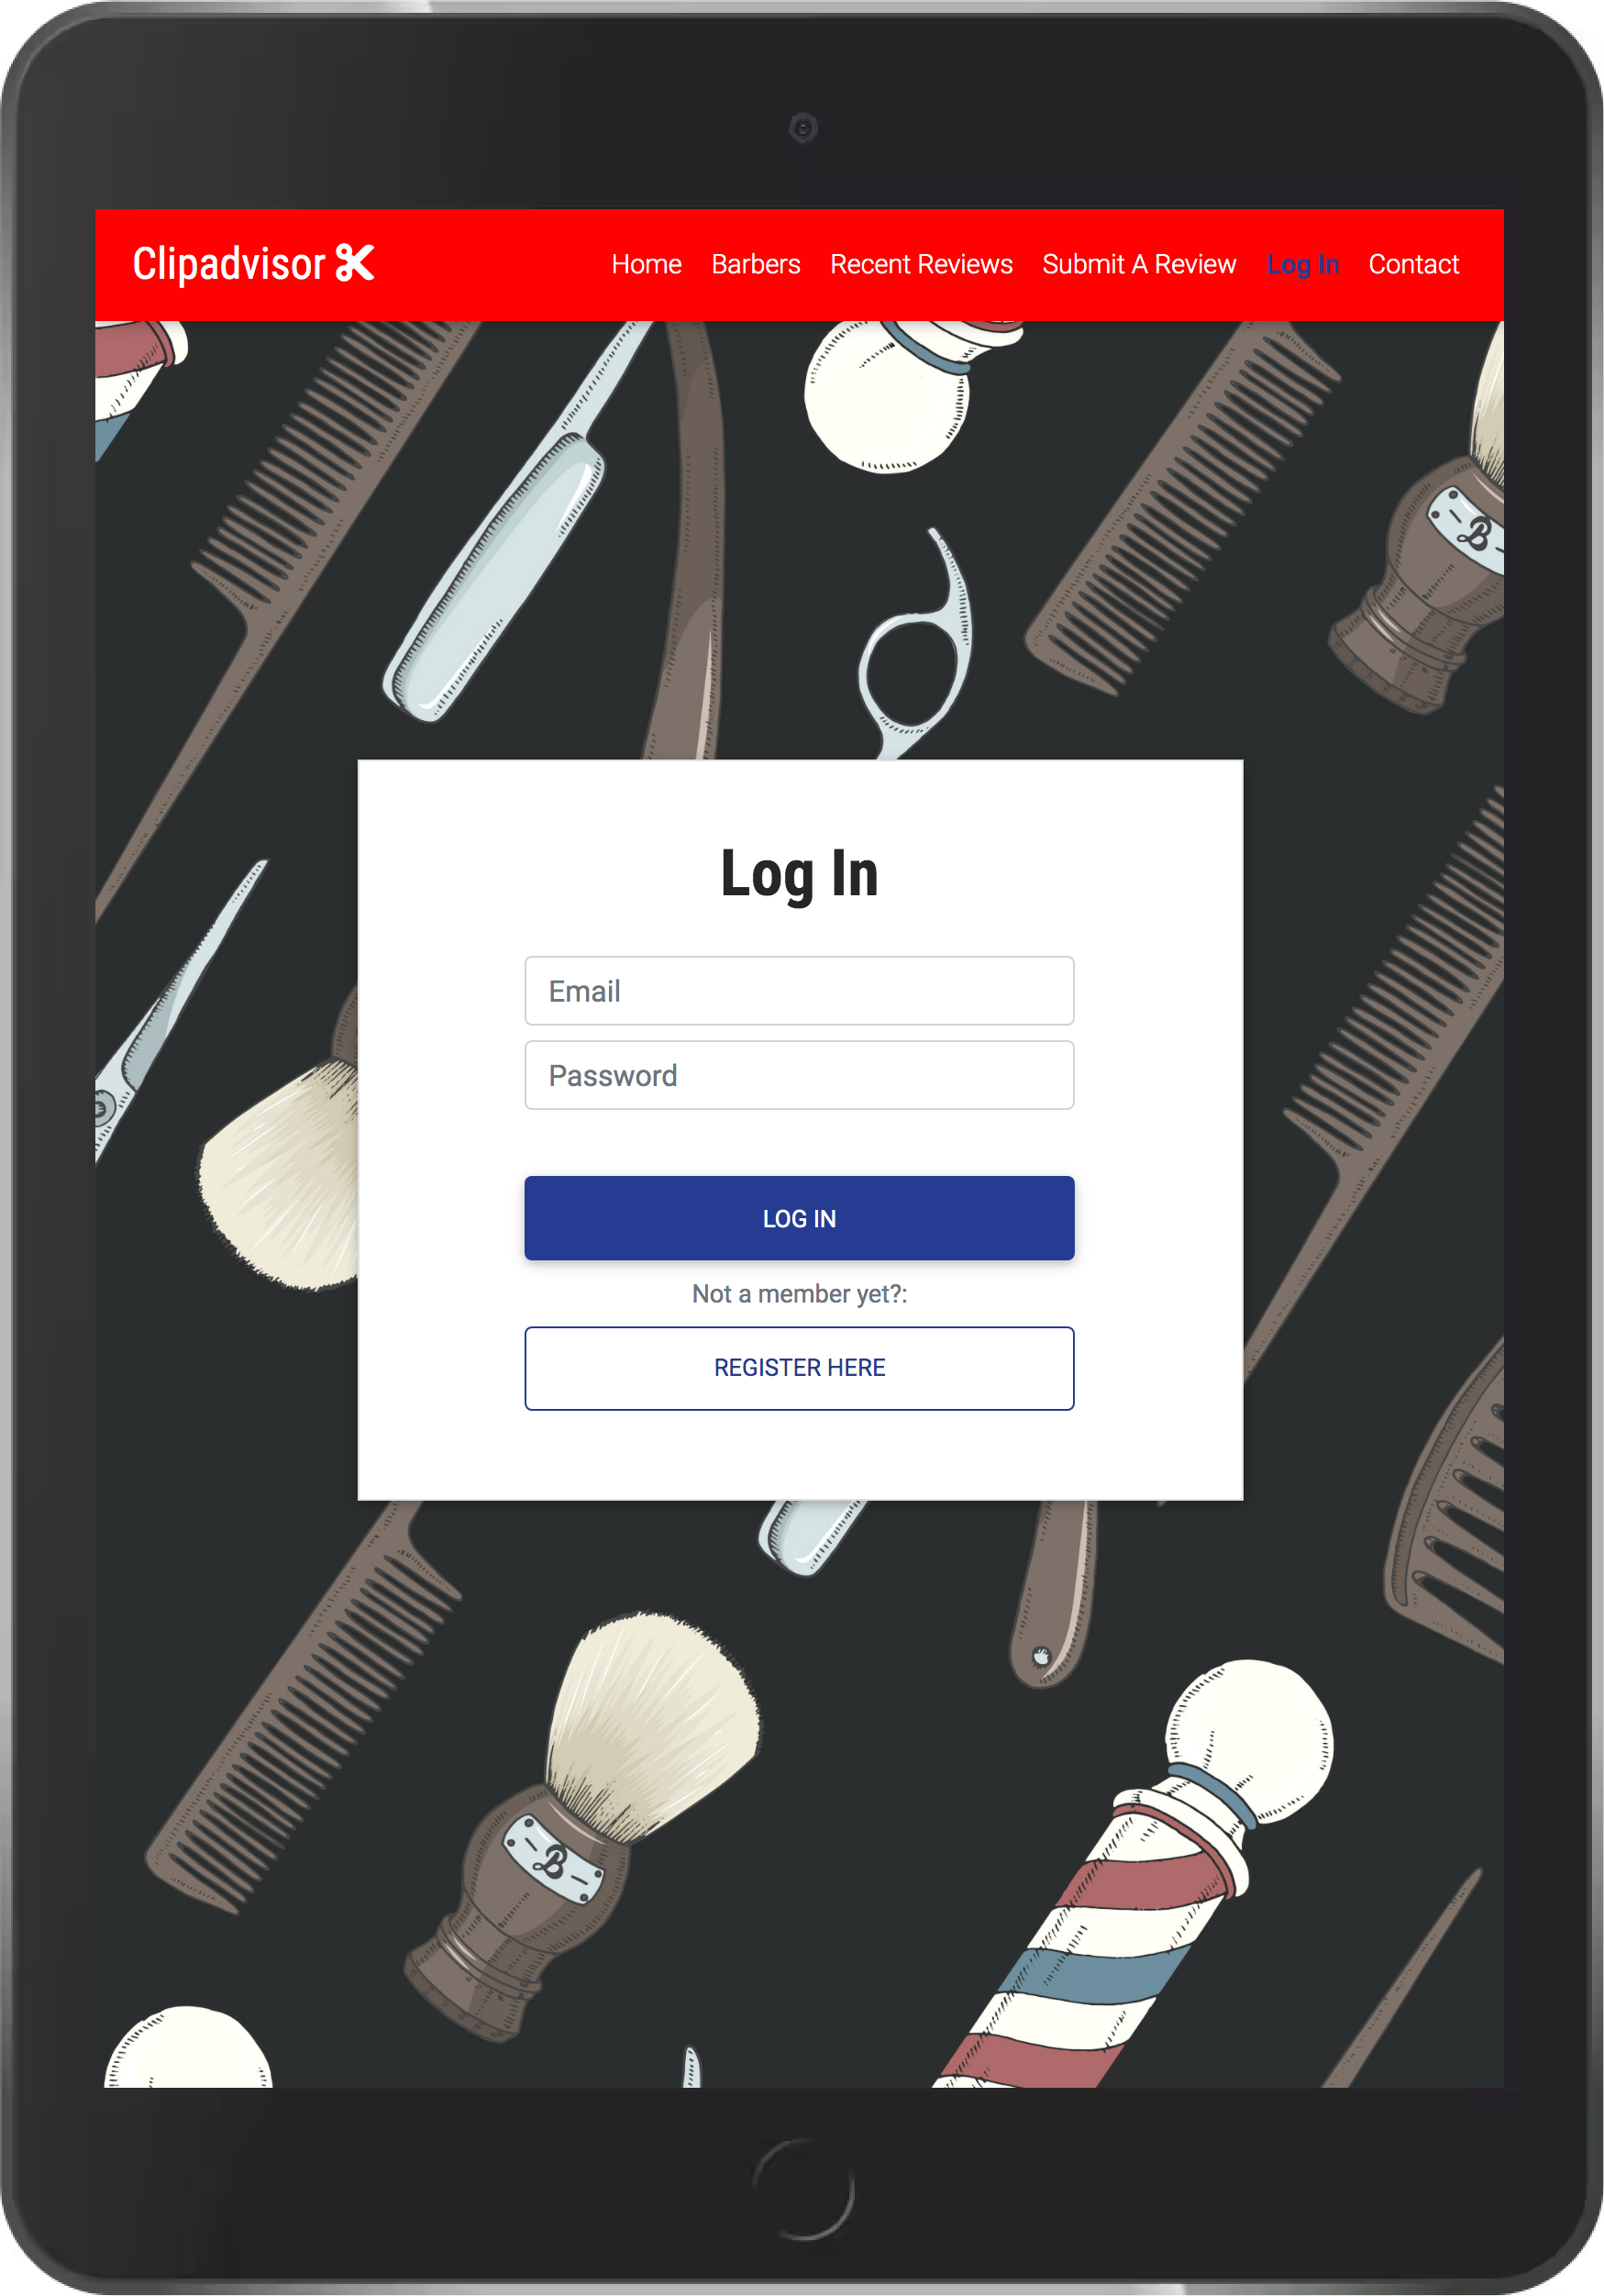 Clipadvisor
Home Barbers Recent Reviews Submit A Review Log In Contact
B
Log In
Email
Password
LOG IN
Not a member yet?:
REGISTER HERE
B